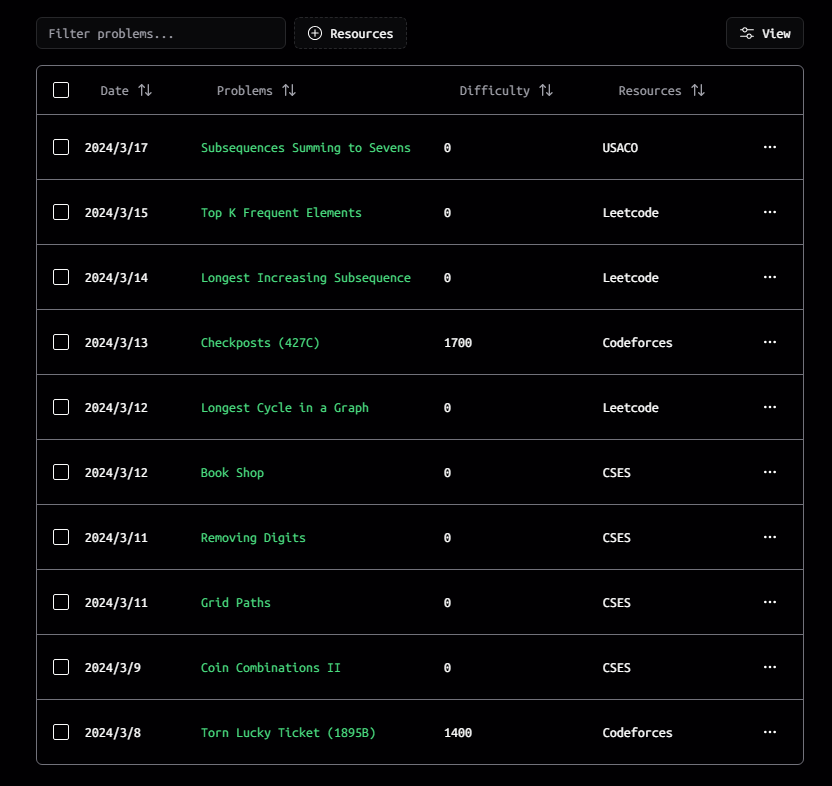 Filter problems... Resources View
Date Problems Difficulty Resources
2024/3/17 Subsequences Summing to Sevens 0 USACO ...
2024/3/15 Top K Frequent Elements 0 Leetcode ...
2024/3/14 Longest Increasing Subsequence 0 Leetcode ...
2024/3/13 Checkposts (427C) 1700 Codeforces ...
2024/3/12 Longest Cycle in a Graph 0 Leetcode ...
2024/3/12 Book Shop 0 CSES ...
2024/3/11 Removing Digits 0 CSES ...
2024/3/11 Grid Paths 0 CSES ...
2024/3/9 Coin Combinations II 0 CSES ...
2024/3/8 Torn Lucky Ticket (1895B) 1400 Codeforces ...